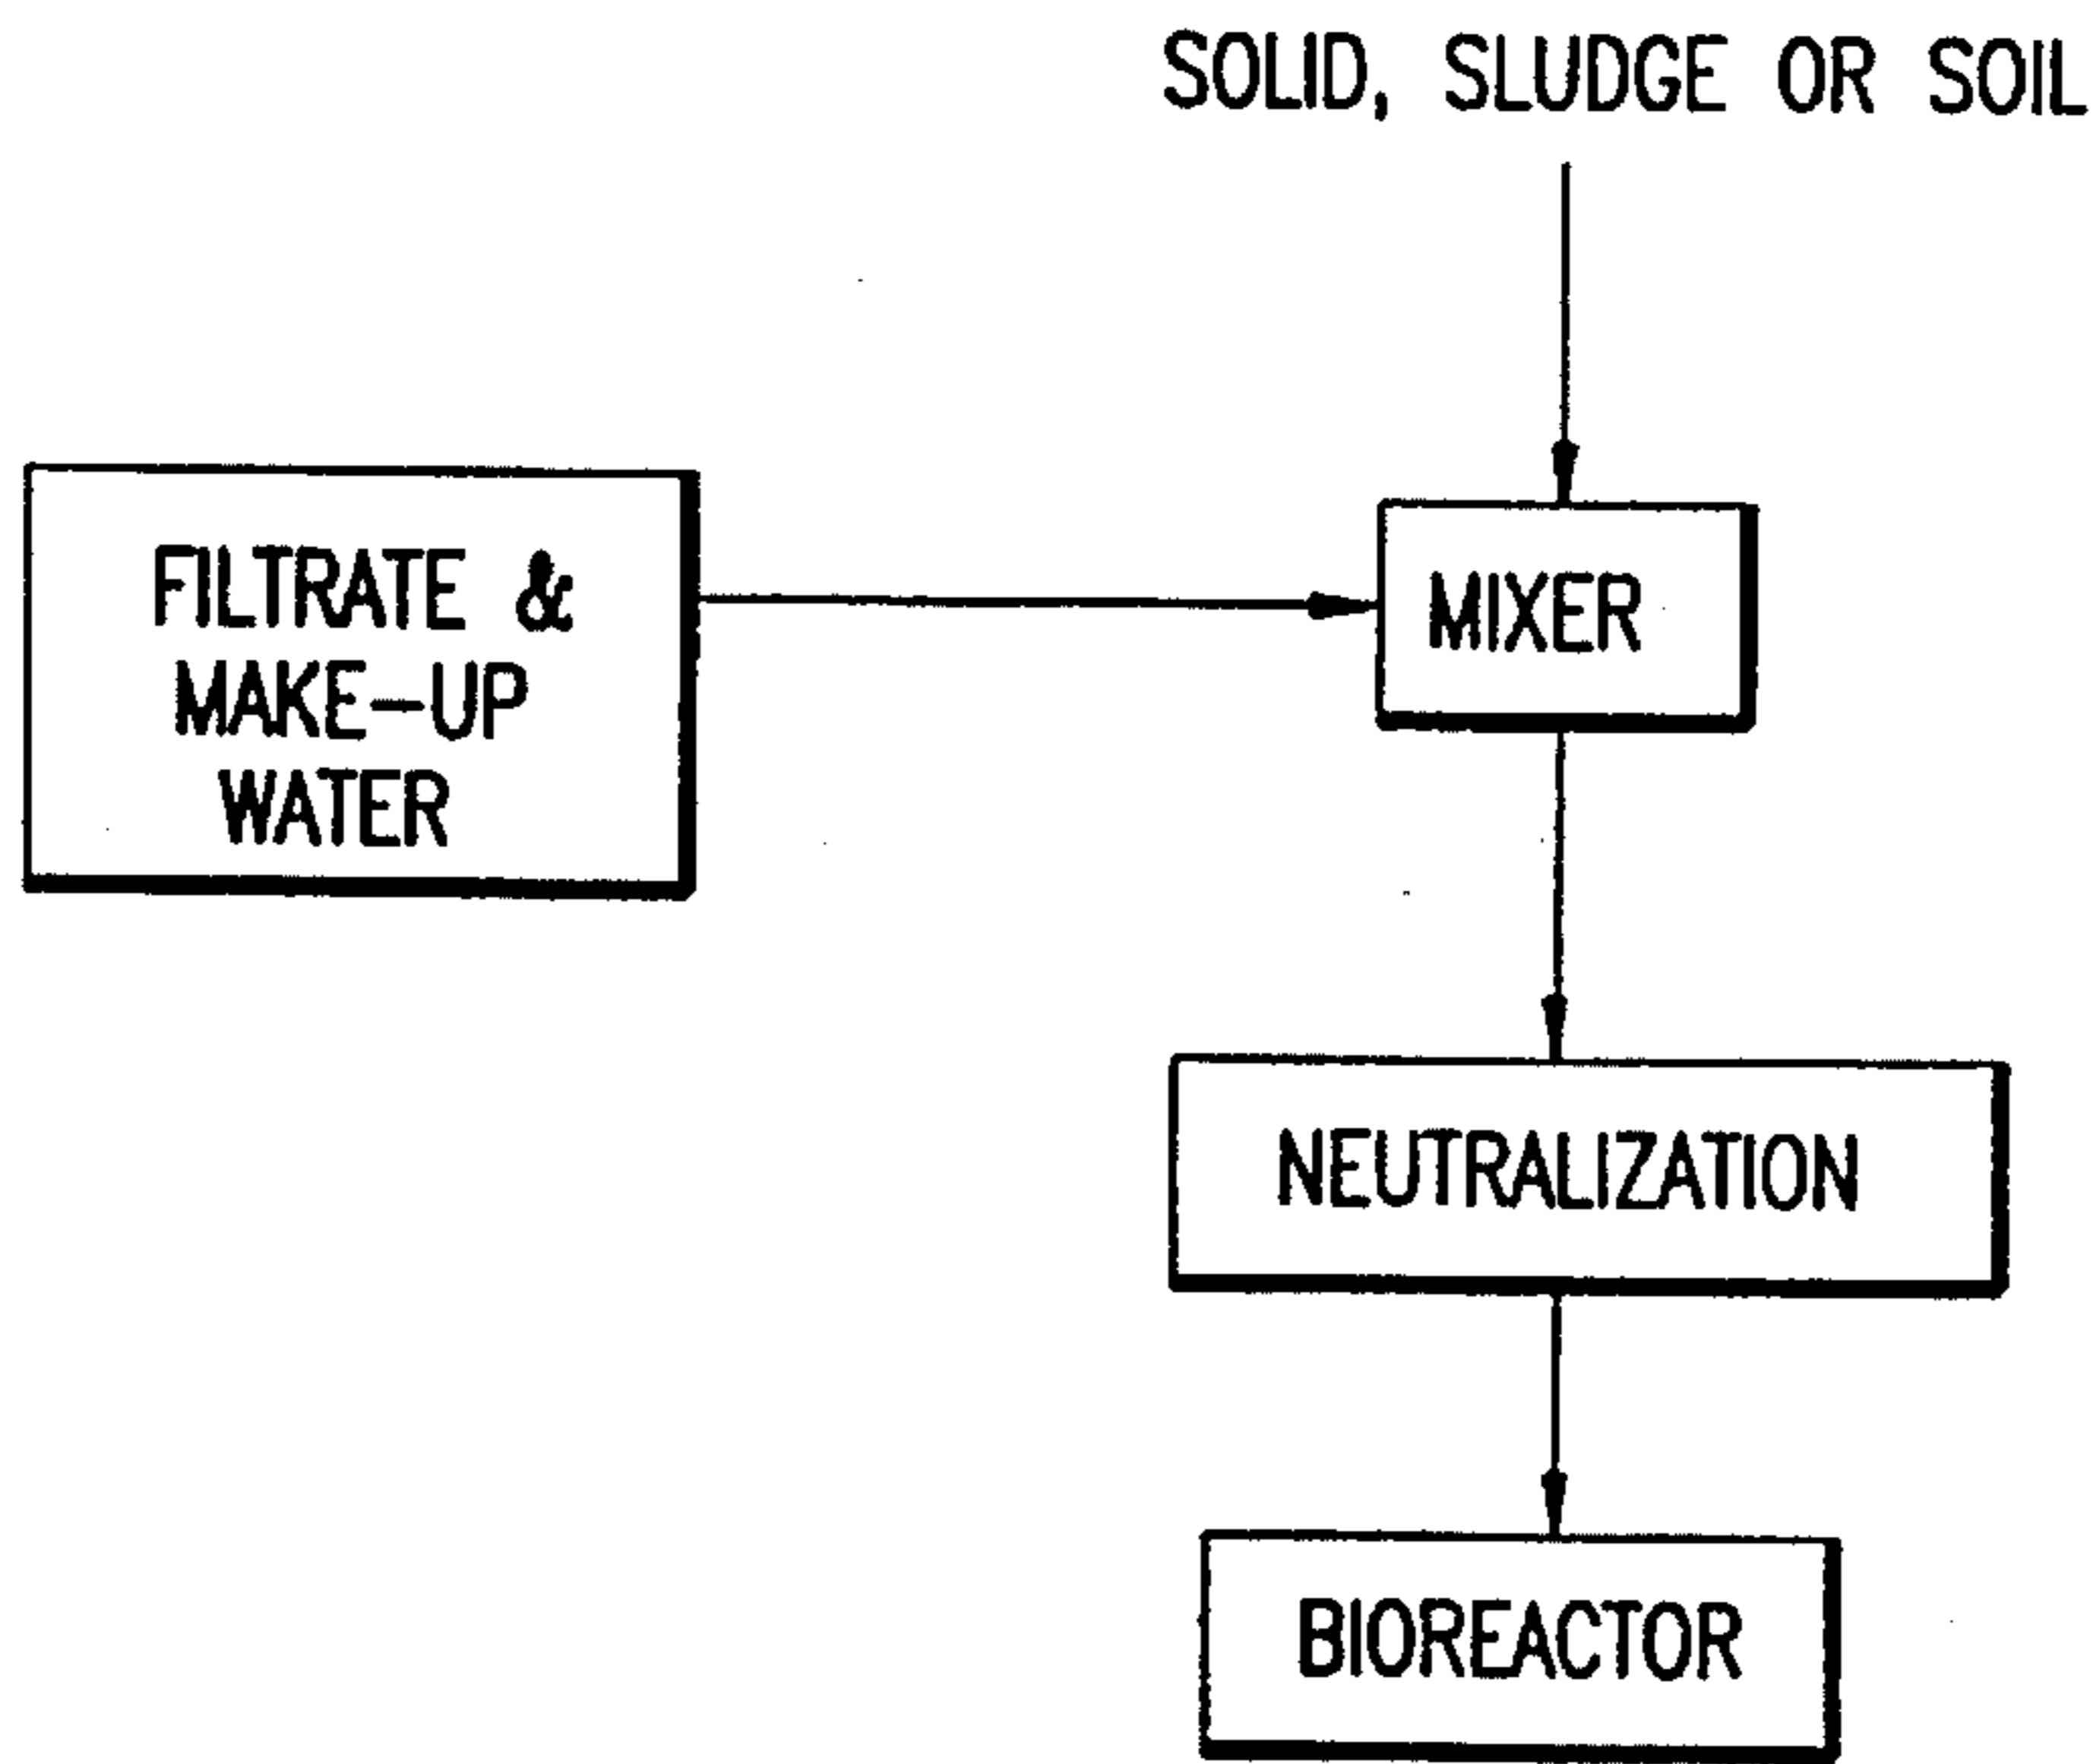 SOLID, SLUDGE OR SOIL
FILTRATE &
MAKE-UP
WATER
MIXER
NEUTRALIZATION
BIOREACTOR